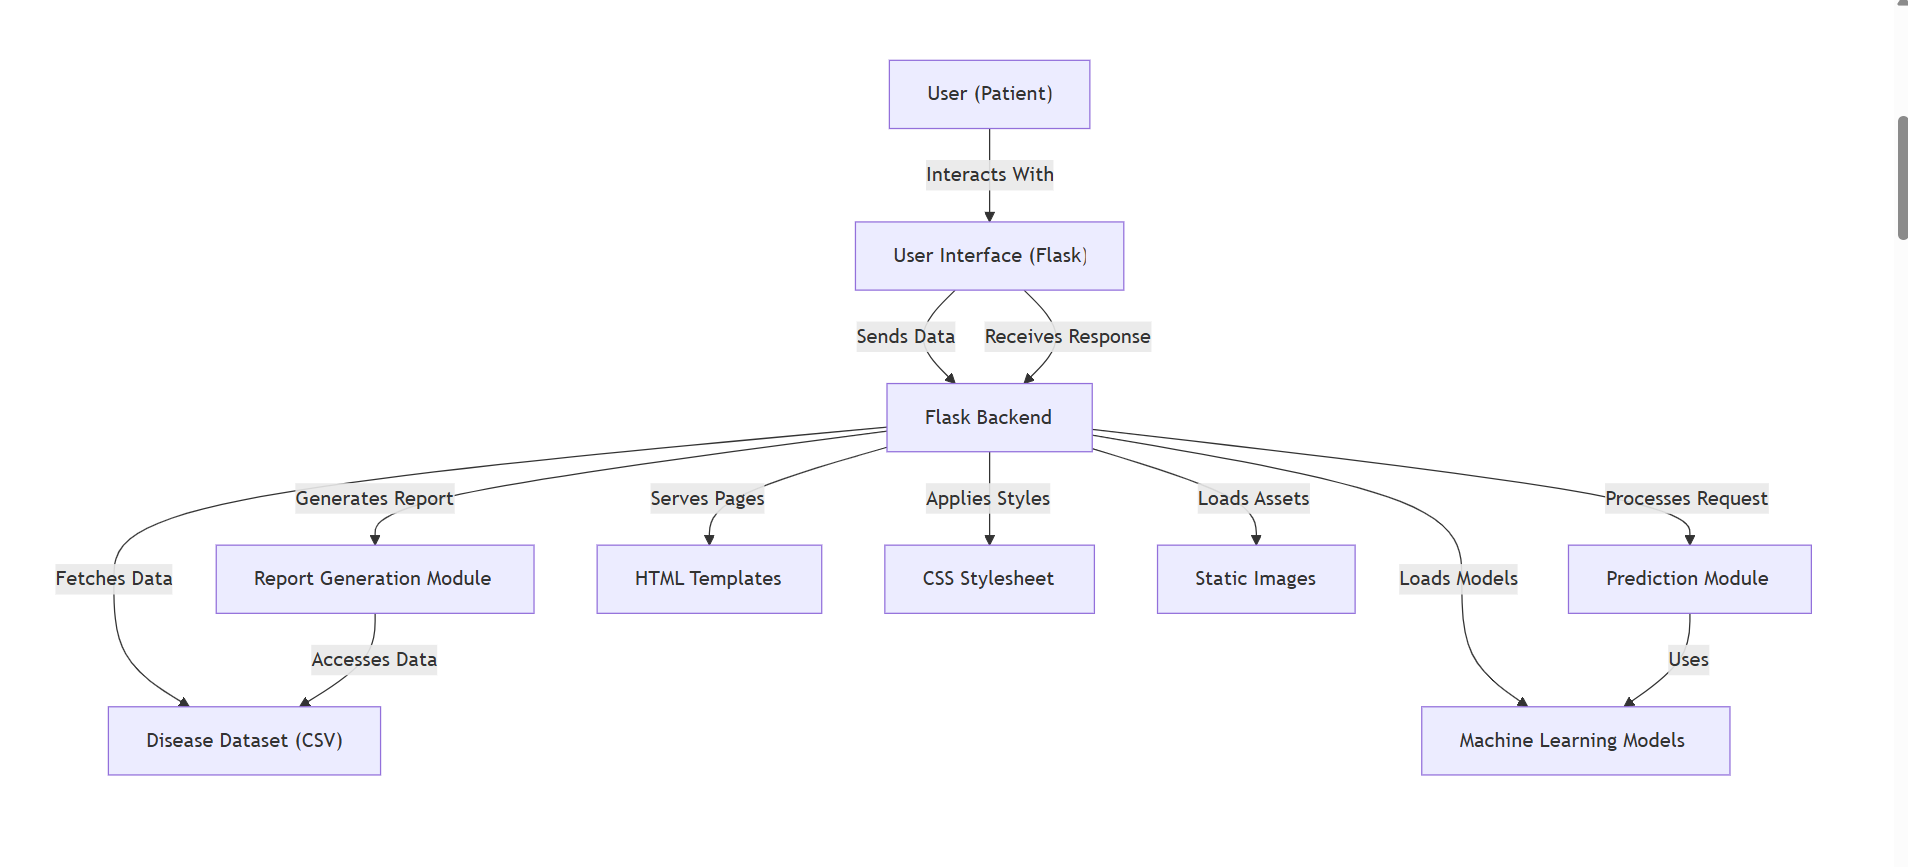 User (Patient)
Interacts With
User Interface (Flask)
Sends Data
Receives Response
Flask Backend
Generates Report
Serves Pages
Applies Styles
Loads Assets
Processes Request
Fetches Data
Report Generation Module
HTML Templates
CSS Stylesheet
Static Images
Loads Models
Prediction Module
Accesses Data
Uses
Disease Dataset (CSV)
Machine Learning Models